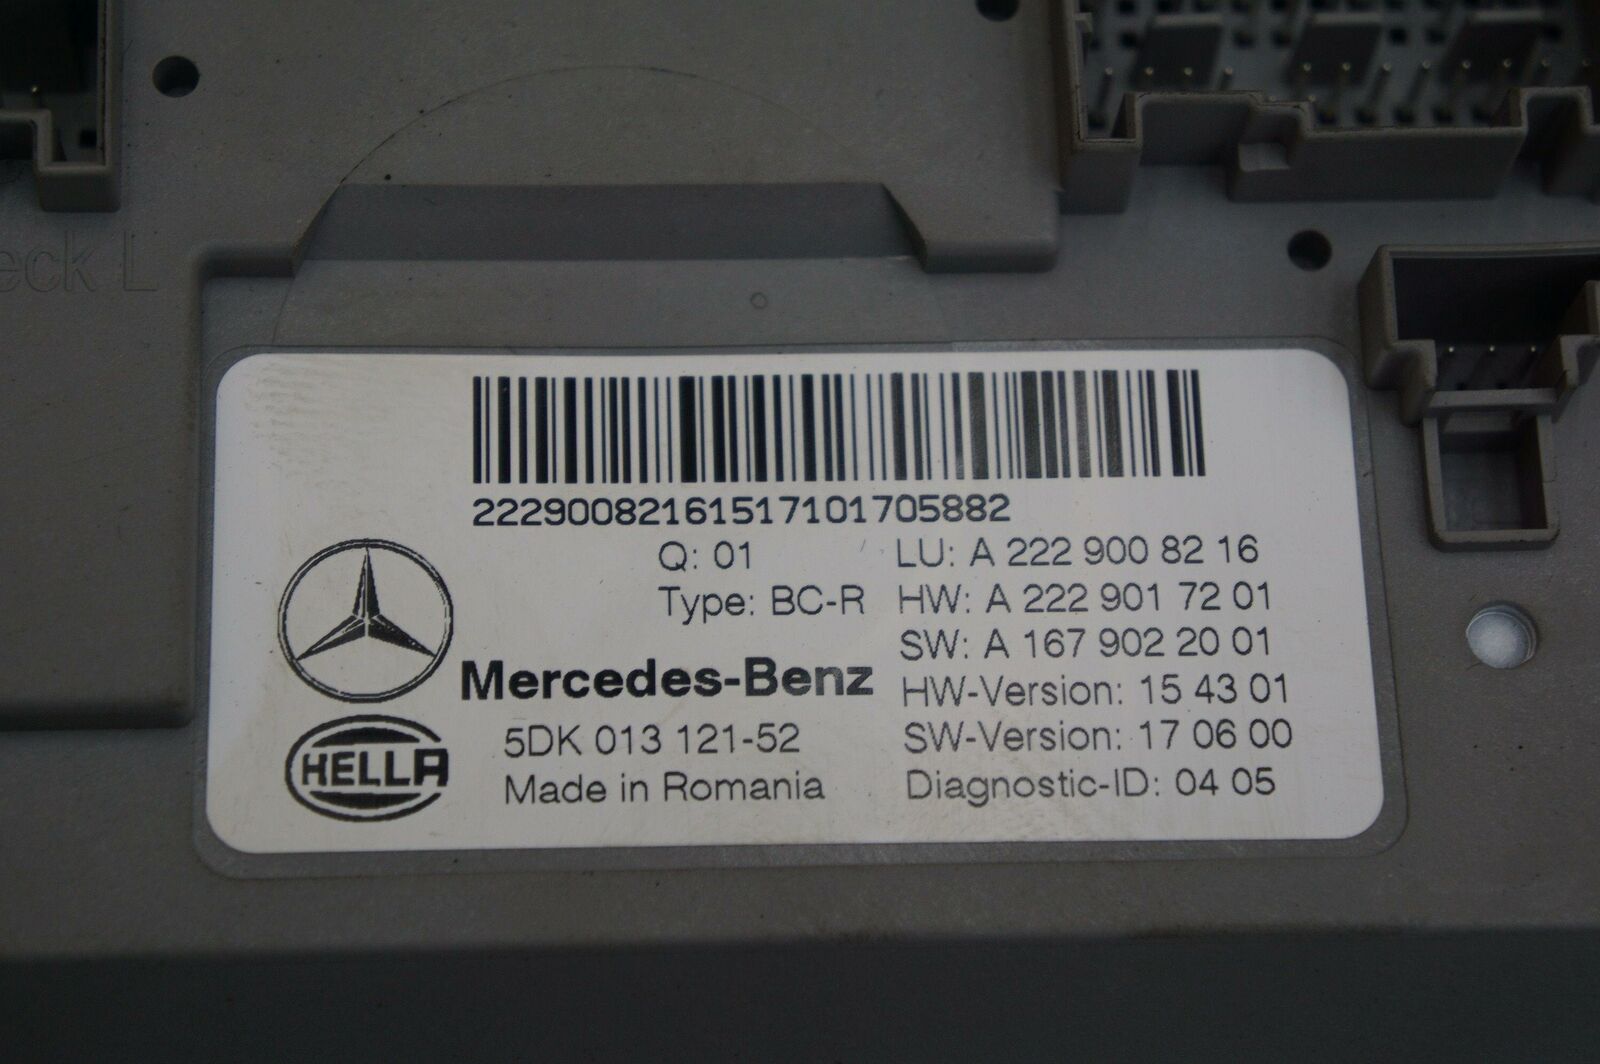 eck L
22290082161517101705882
Q: 01
LU: A 222 900 82 16
Type: BC-R
HW: A 222 901 72 01
SW: A 167 902 20 01
Mercedes-Benz
HW-Version: 15 43 01
5DK 013 121-52
SW-Version: 17 06 00
HELLA
Made in Romania
Diagnostic-ID: 04 05